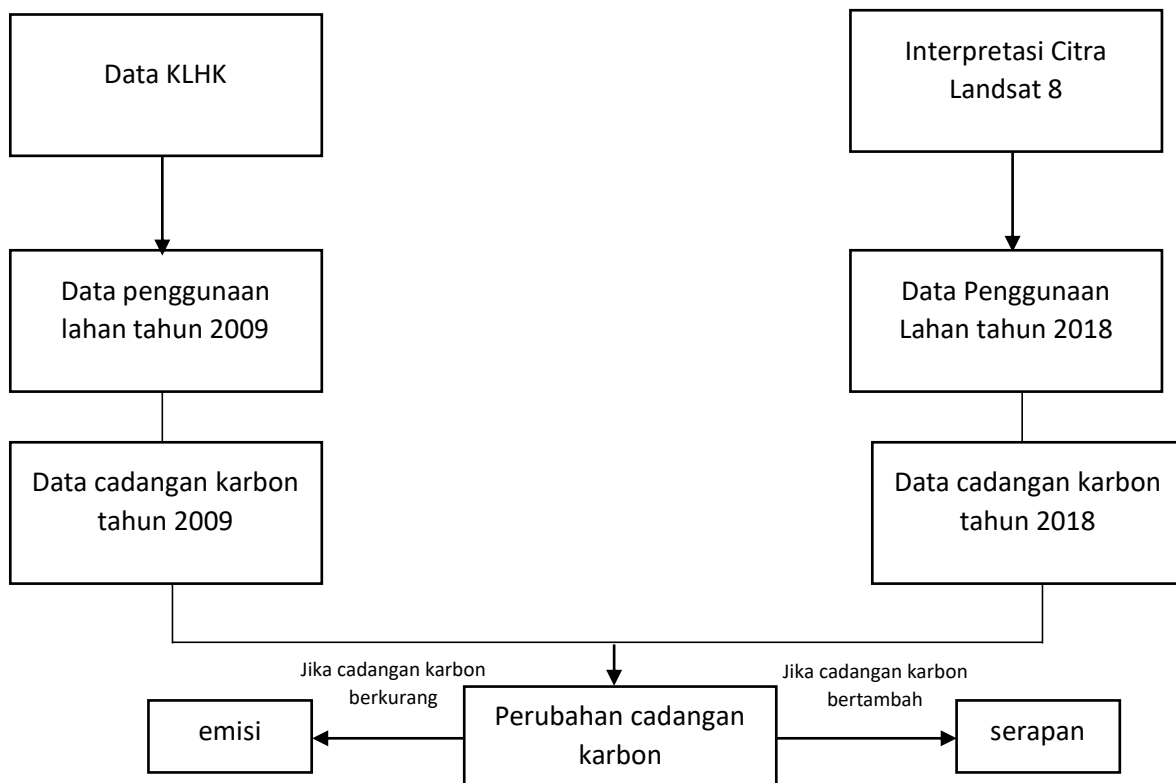 Data KLHK
Interpretasi Citra
Landsat 8
Data penggunaan
lahan tahun 2009
Data Penggunaan
Lahan tahun 2018
Data cadangan karbon
tahun 2009
Data cadangan karbon
tahun 2018
Jika cadangan karbon
berkurang
Jika cadangan karbon
bertambah
emisi
Perubahan cadangan
karbon
serapan